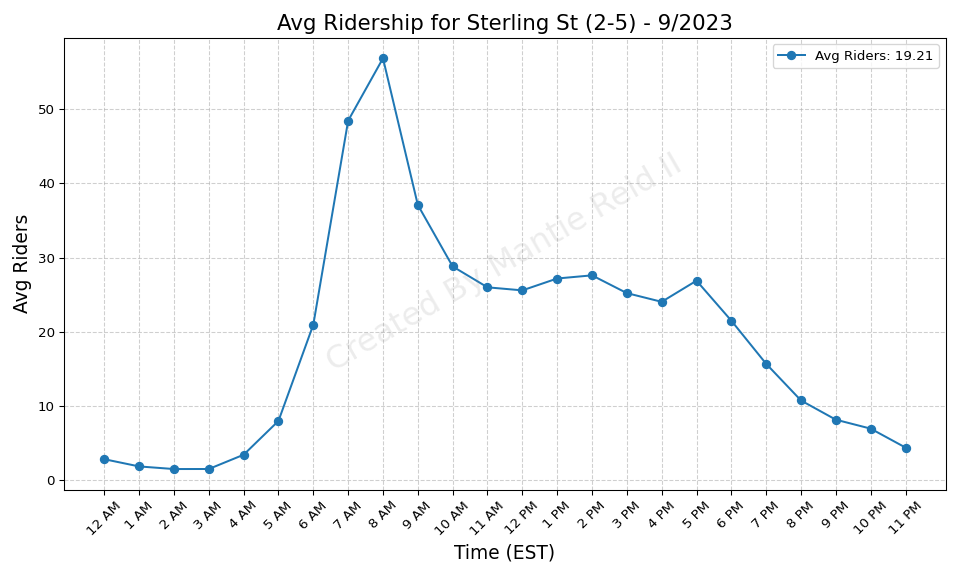 Avg Ridership for Sterling St (2-5) - 9/2023
Avg Riders: 19.21
Avg Riders
50
40
30
20
10
0
Created By Mantie Reid II
12 AM 1 AM 2 AM 3 AM 4 AM 5 AM 6 AM 7 AM 8 AM 9 AM 10 AM 11 AM 12 PM 1 PM 2 PM 3 PM 4 PM 5 PM 6 PM 7 PM 8 PM 9 PM 10 PM 11 PM
Time (EST)